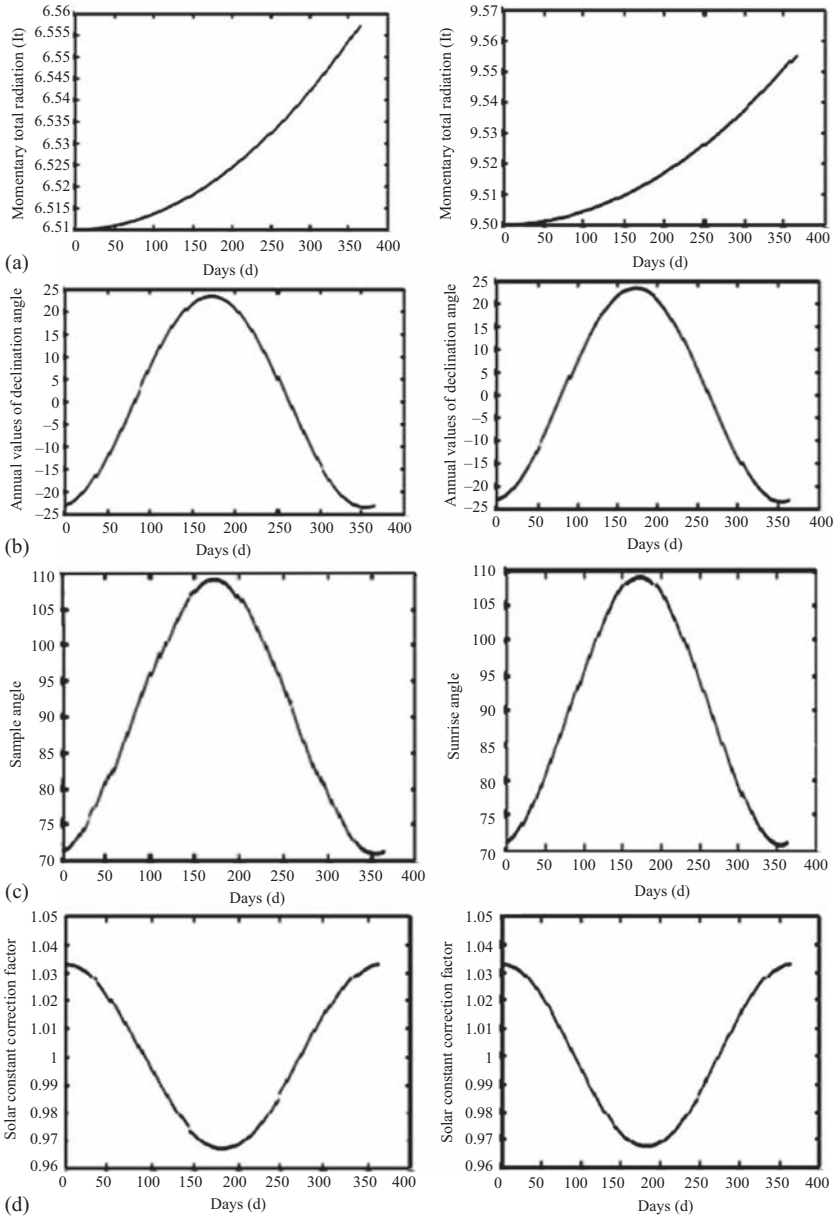 Momentary total radiation (It)
6.56
6.555
6.545
6.54
6.535
6.53
6.525
6.52
6.515
6.51
0 50 100 150 200 250 300 350 400
Days (d)
Momentary total radiation (It)
9.57
9.55
9.54
9.53
9.52
9.51
9.50
0 50 100 150 200 250 300 350 400
Days (d)
(a)
Annual values of declination angle
25
20
15
10
5
0
–5
–10
–15
–20
–25
0 50 100 150 200 250 300 350 400
Days (d)
Annual values of declination angle
25
20
15
10
5
0
–5
–10
–15
–20
–25
0 50 100 150 200 250 300 350 400
Days (d)
(b)
Sample angle
110
105
100
95
90
85
80
75
70
0 50 100 150 200 250 300 350 400
Days (d)
Sunrise angle
110
105
100
95
90
85
80
75
70
0 50 100 150 200 250 300 350 400
Days (d)
(c)
Solar constant correction factor
1.05
1.04
1.03
1.02
1.01
1
0.99
0.98
0.97
0.96
0 50 100 150 200 250 300 350 400
Days (d)
Solar constant correction factor
1.05
1.04
1.03
1.02
1.01
1
0.99
0.98
0.97
0.96
0 50 100 150 200 250 300 350 400
Days (d)
(d)